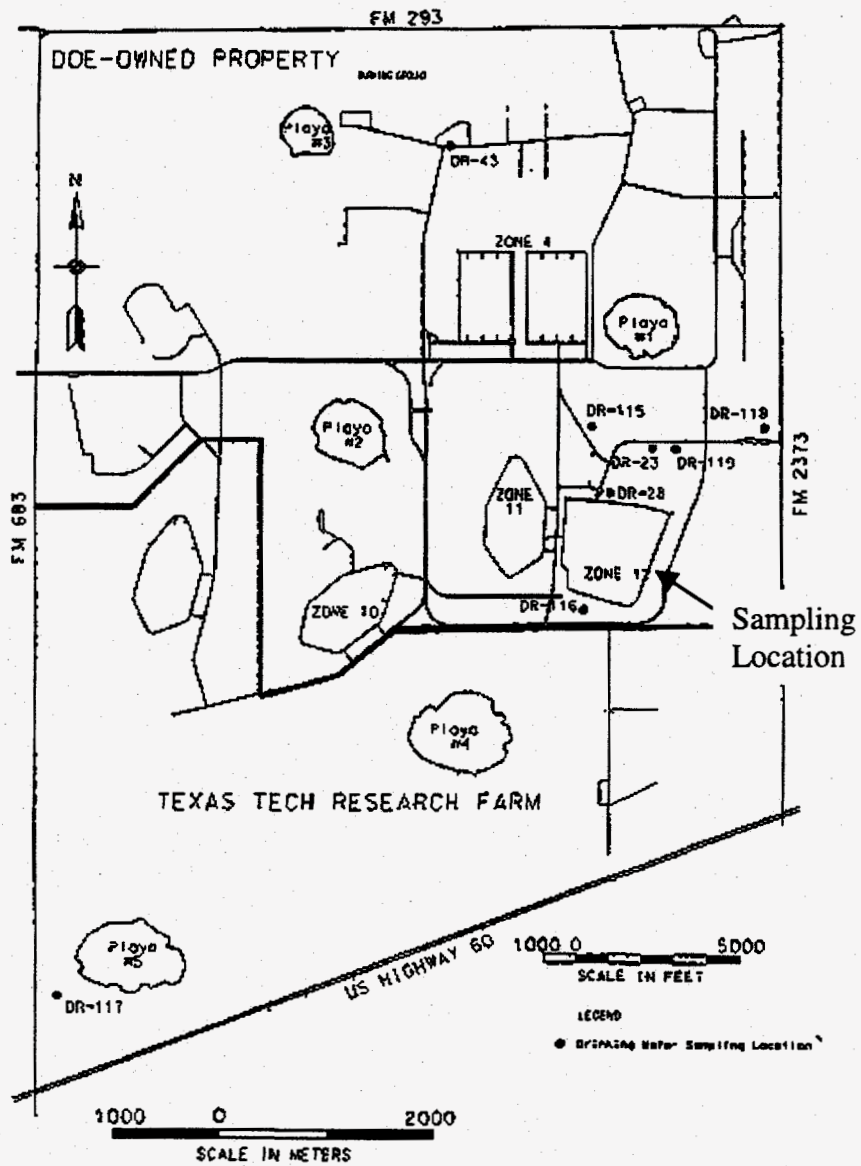 FM 293
DOE-OWNED PROPERTY
BURNING GROUND
Playa
#3
DR-43
N
ZONE 4
Playa
#1
DR-115
DR-118
Playa
#2
DR-23
DR-119
FM 2373
ZONE
11
DR-28
FM 683
ZONE 12
ZONE 10
DR-116
Sampling
Location
Playa
#4
TEXAS TECH RESEARCH FARM
Playa
#5
US HIGHWAY 60
1000 0 5000
SCALE IN FEET
DR-117
LEGEND
Drinking Water Sampling Location
1000 0 2000
SCALE IN METERS